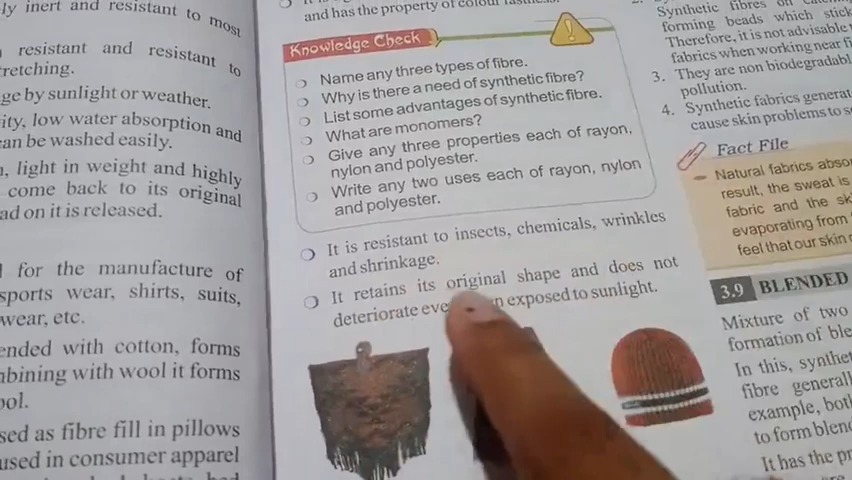 ly inert and resistant to most
resistant and resistant to
retching.
ge by sunlight or weather.
ity, low water absorption and
an be washed easily.
, light in weight and highly
come back to its original
ad on it is released.
for the manufacture of
sports wear, shirts, suits,
wear, etc.
ended with cotton, forms
bining with wool it forms
ool.
sed as fibre fill in pillows
used in consumer apparel
and has the property of colour
Knowledge Check
Name any three types of fibre.
Why is there a need of synthetic fibre?
List some advantages of synthetic fibre.
What are monomers?
Give any three properties each of rayon,
nylon and polyester.
Write any two uses each of rayon, nylon
and polyester.
It is resistant to insects, chemicals, wrinkles
and shrinkage.
It retains its original shape and does not
deteriorate eve n exposed to sunlight.
Synthetic fibres on
forming beads which stick
Therefore, it is not advisable
fabrics when working near fi
3. They are non biodegradabl
pollution.
4. Synthetic fabrics generat
cause skin problems to s
Fact File
Natural fabrics abso
result, the sweat is
fabric and the sk
evaporating from
feel that our skin
3.9 BLENDED
Mixture of two
formation of ble
In this, synthet
fibre generall
example, bot
to form blend
It has the pr